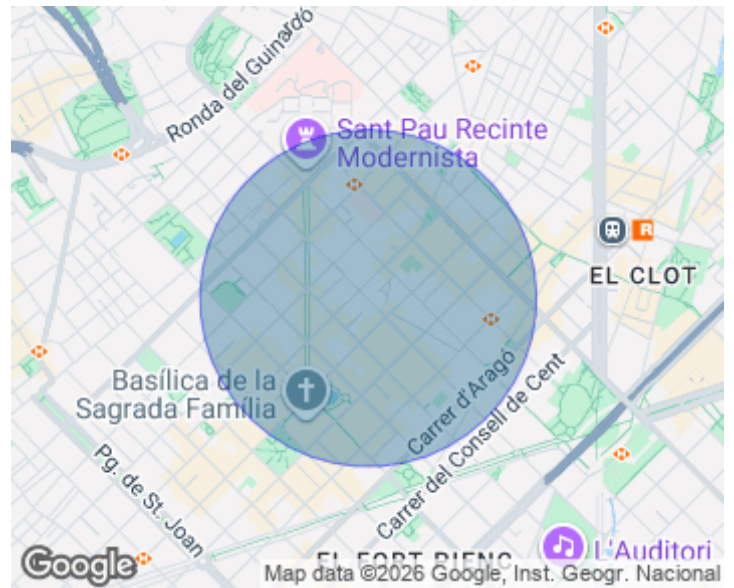 Ronda del Guinardó
Sant Pau Recinte
Modernista
R
EL CLOT
Basílica de la
Sagrada Família
Carrer d'Aragó
Carrer del Consell de Cent
Pg. de St. Joan
L'Auditori
EL FORT PIENC
Google
Map data ©2026 Google, Inst. Geogr. Nacional